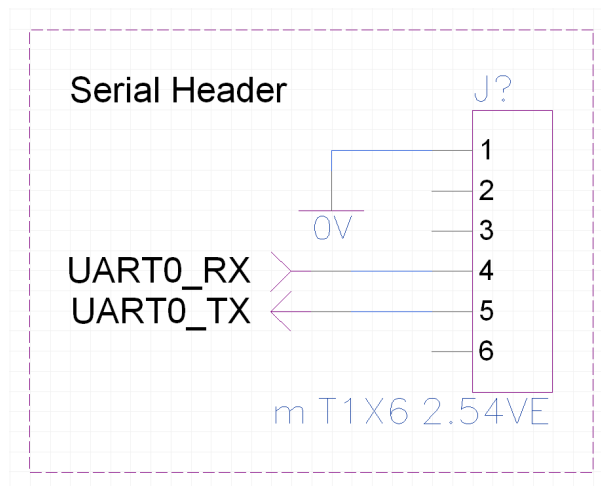 Serial Header
J?
1
2
0V
3
UART0_RX
4
UART0_TX
5
6
m T1X6 2.54VE